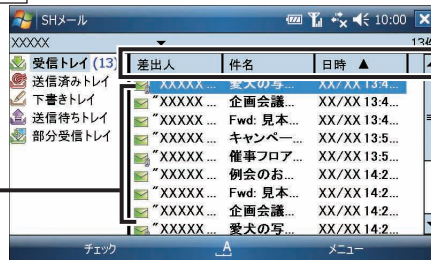 SHメール 10:00
XXXXX 13
受信トレイ (13)
送信済みトレイ
下書きトレイ
送信待ちトレイ
部分受信トレイ
差出人 件名 日時 ▲
"XXXXX ... 愛犬の写... XX/XX 13:4...
"XXXXX ... 企画会議... XX/XX 13:4...
"XXXXX ... Fwd: 見本... XX/XX 13:4...
"XXXXX ... キャンペー... XX/XX 13:5...
"XXXXX ... 催事フロア... XX/XX 13:5...
"XXXXX ... 例会のお... XX/XX 14:2...
"XXXXX ... Fwd: 見本... XX/XX 14:2...
"XXXXX ... 企画会議... XX/XX 14:2...
"XXXXX ... 愛犬の写... XX/XX 14:2...
チェック A メニュー